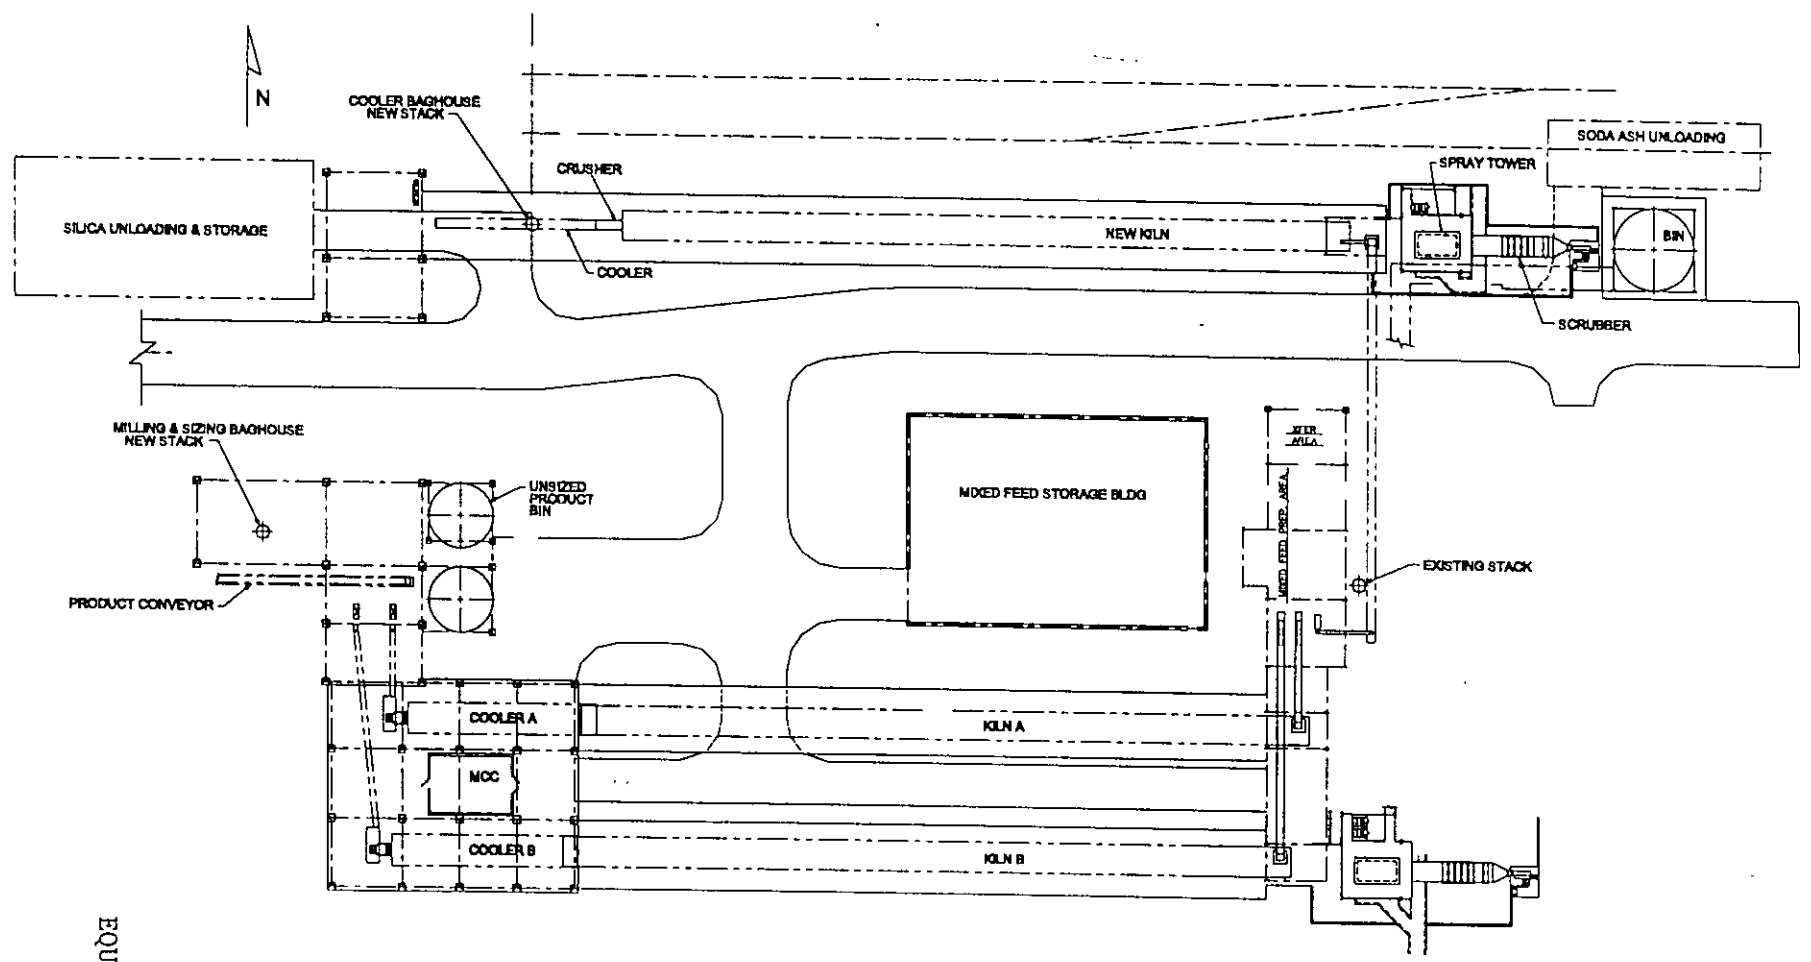 N
COOLER BAGHOUSE
NEW STACK
CRUSHER
SODA ASH UNLOADING
SPRAY TOWER
SILICA UNLOADING & STORAGE
NEW KILN
BIN
COOLER
SCRUBBER
MILLING & SIZING BAGHOUSE
NEW STACK
XFER
AREA
UNSIZED
PRODUCT
BIN
MIXED FEED STORAGE BLDG
MIXED FEED PREP. AREA
EXISTING STACK
PRODUCT CONVEYOR
COOLER A
KILN A
MCC
COOLER B
KILN B
EQU